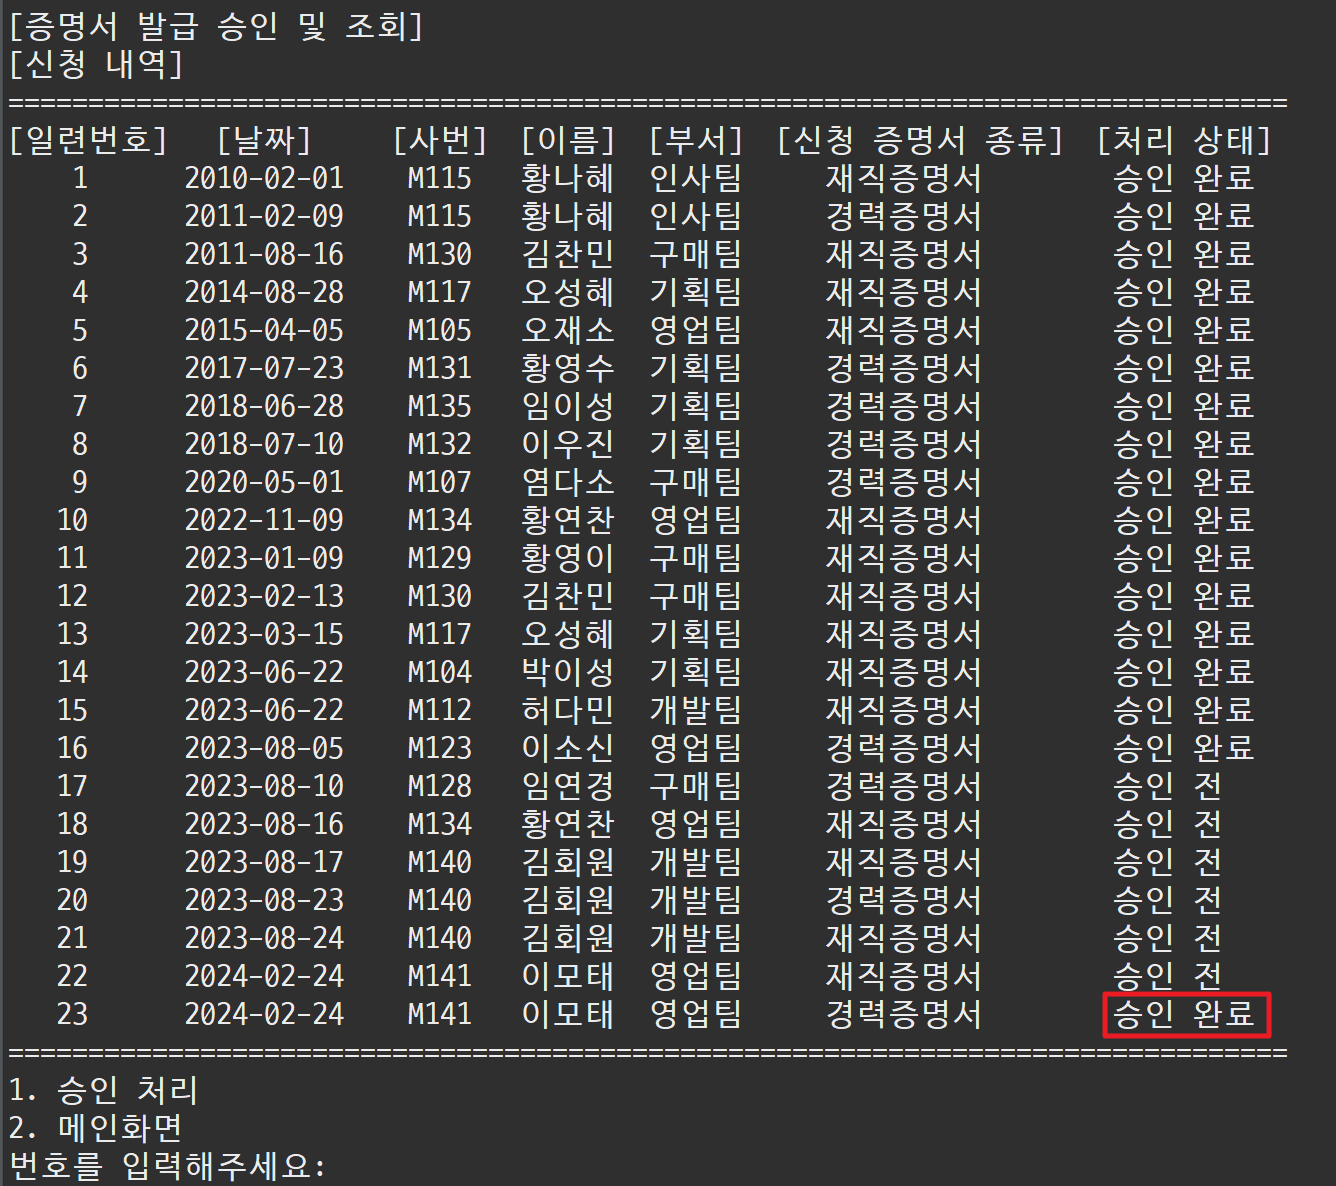 [증명서 발급 승인 및 조회]
[신청 내역]
================================================================================
[일련번호] [날짜] [사번] [이름] [부서] [신청 증명서 종류] [처리 상태]
1 2010-02-01 M115 황나혜 인사팀 재직증명서 승인 완료
2 2011-02-09 M115 황나혜 인사팀 경력증명서 승인 완료
3 2011-08-16 M130 김찬민 구매팀 재직증명서 승인 완료
4 2014-08-28 M117 오성혜 기획팀 재직증명서 승인 완료
5 2015-04-05 M105 오재소 영업팀 재직증명서 승인 완료
6 2017-07-23 M131 황영수 기획팀 경력증명서 승인 완료
7 2018-06-28 M135 임이성 기획팀 경력증명서 승인 완료
8 2018-07-10 M132 이우진 기획팀 경력증명서 승인 완료
9 2020-05-01 M107 염다소 구매팀 경력증명서 승인 완료
10 2022-11-09 M134 황연찬 영업팀 재직증명서 승인 완료
11 2023-01-09 M129 황영이 구매팀 재직증명서 승인 완료
12 2023-02-13 M130 김찬민 구매팀 재직증명서 승인 완료
13 2023-03-15 M117 오성혜 기획팀 재직증명서 승인 완료
14 2023-06-22 M104 박이성 기획팀 재직증명서 승인 완료
15 2023-06-22 M112 허다민 개발팀 재직증명서 승인 완료
16 2023-08-05 M123 이소신 영업팀 경력증명서 승인 완료
17 2023-08-10 M128 임연경 구매팀 경력증명서 승인 전
18 2023-08-16 M134 황연찬 영업팀 재직증명서 승인 전
19 2023-08-17 M140 김회원 개발팀 재직증명서 승인 전
20 2023-08-23 M140 김회원 개발팀 경력증명서 승인 전
21 2023-08-24 M140 김회원 개발팀 재직증명서 승인 전
22 2024-02-24 M141 이모태 영업팀 재직증명서 승인 전
23 2024-02-24 M141 이모태 영업팀 경력증명서 승인 완료
================================================================================
1. 승인 처리
2. 메인화면
번호를 입력해주세요: